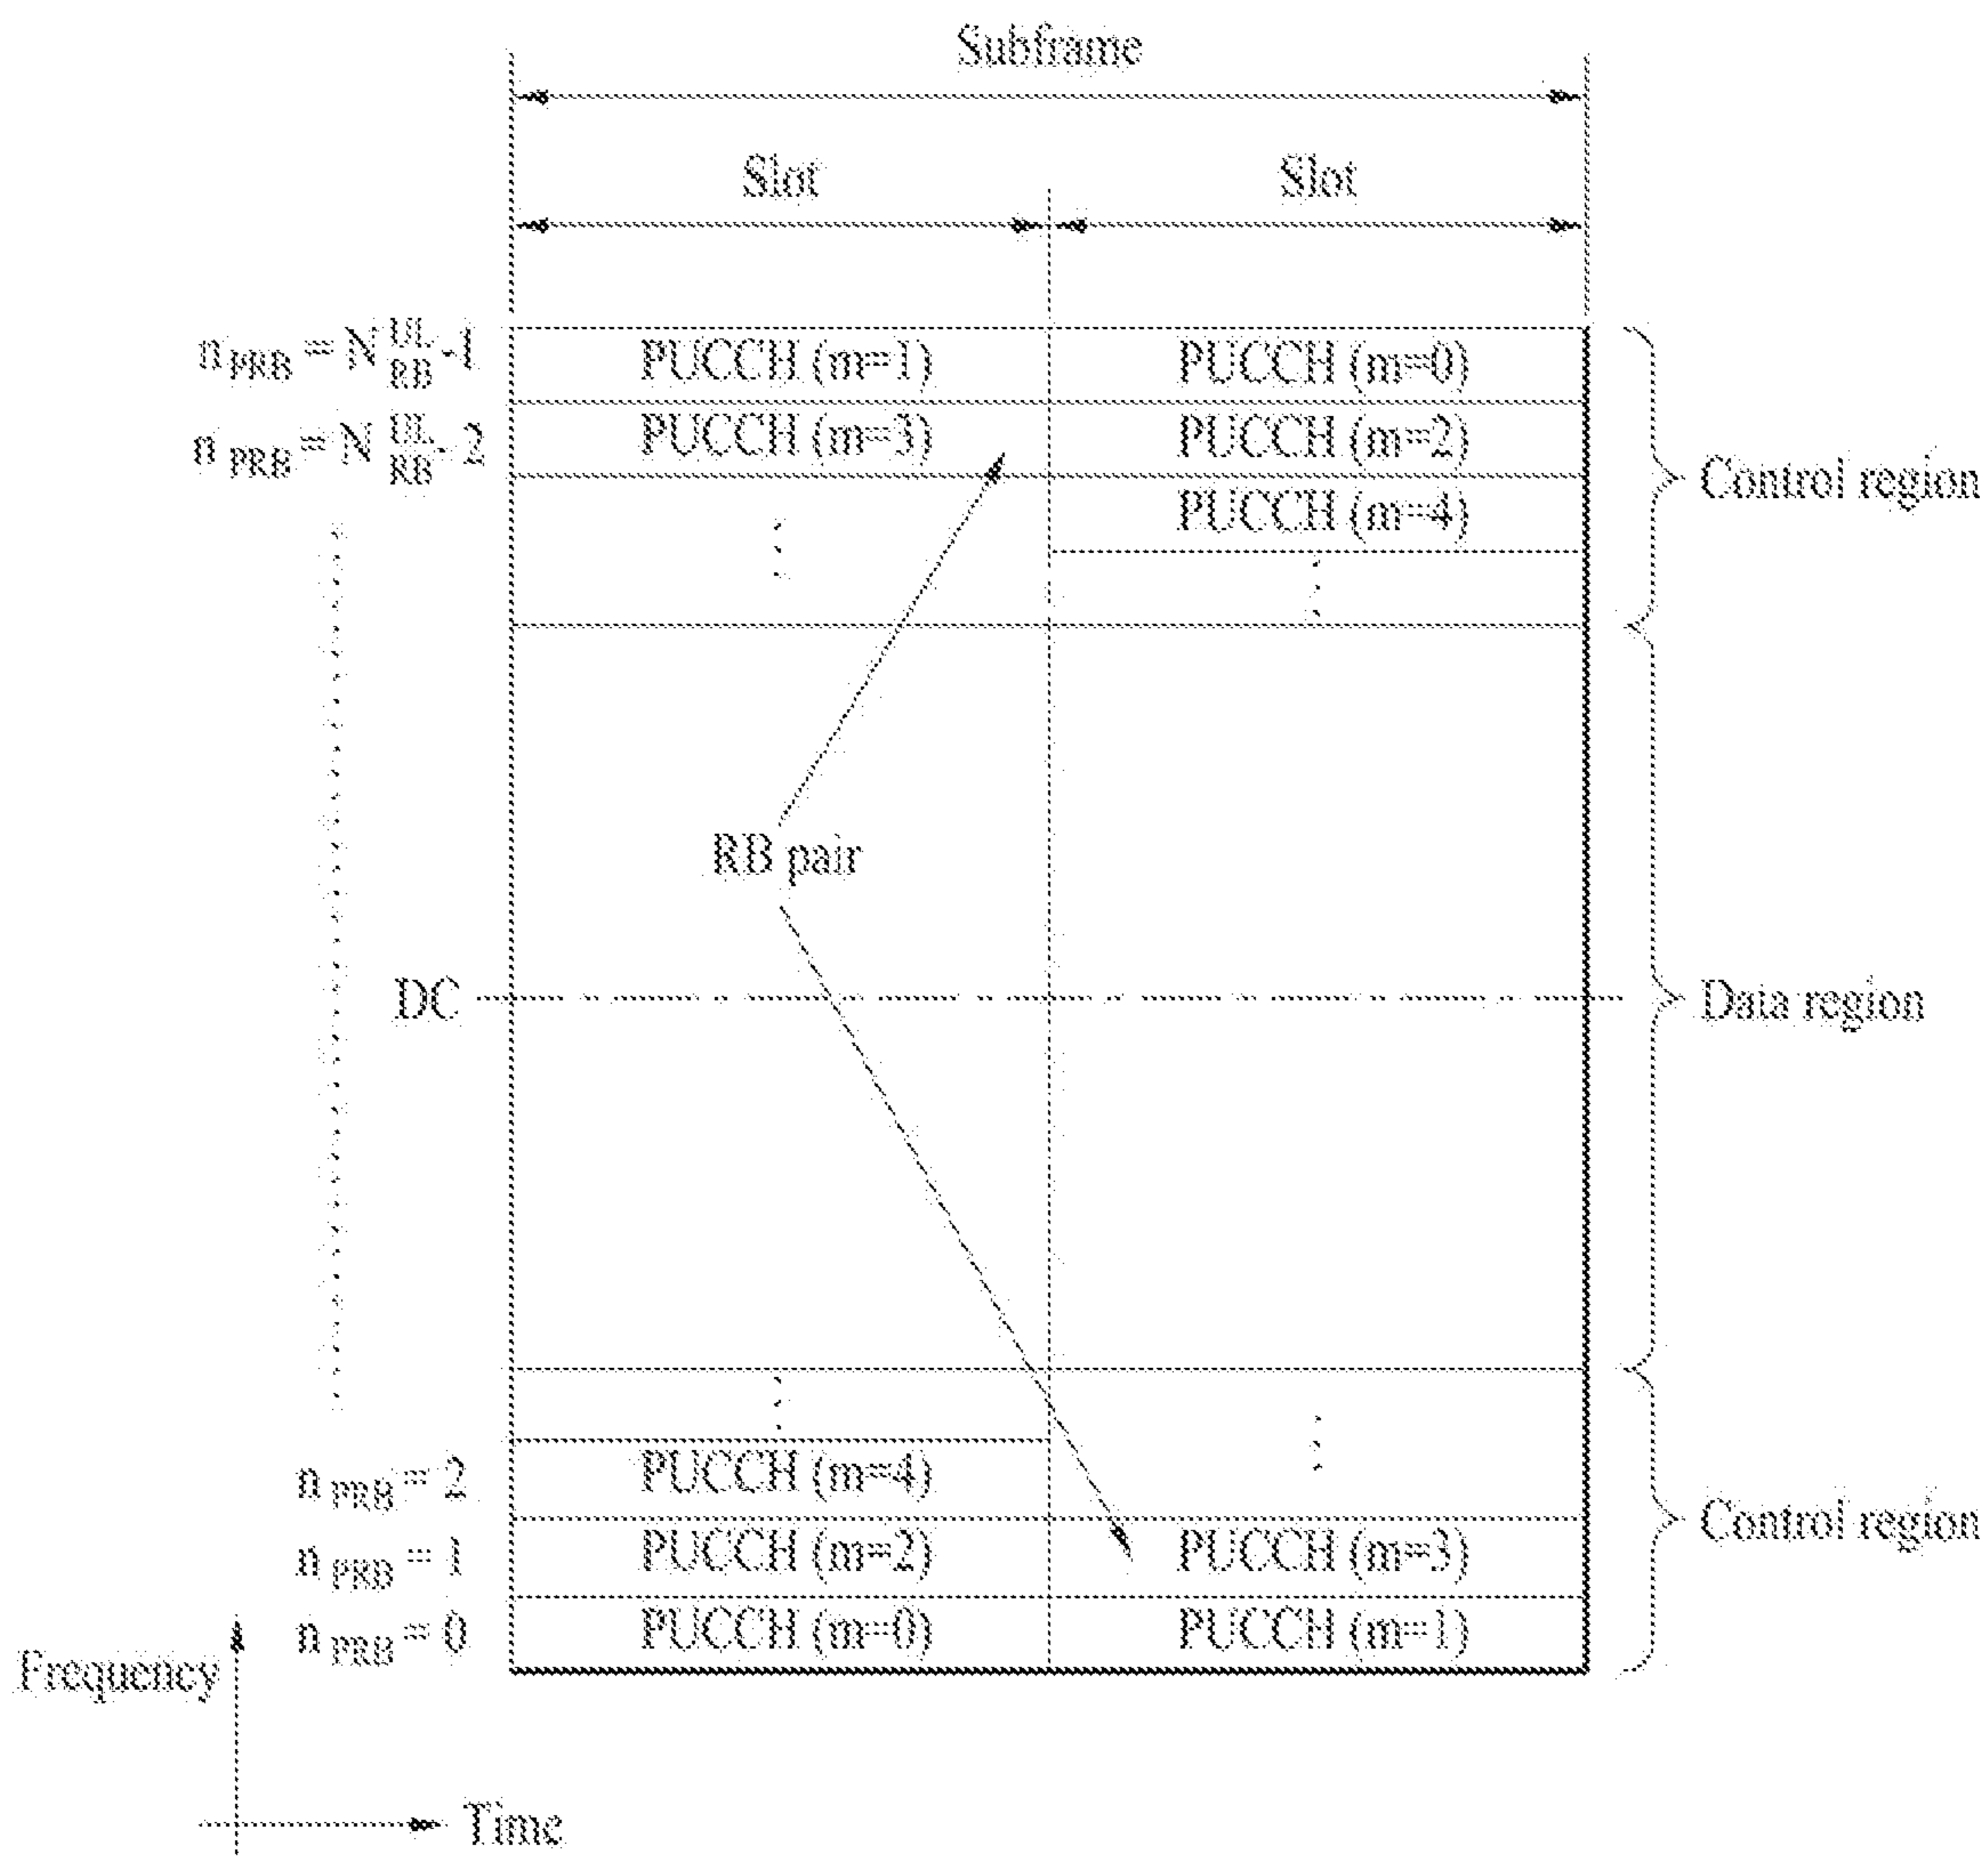 Subframe
Slot Slot
n PRB = N UL RB -1 PUCCH (m=1) PUCCH (m=0)
n PRB = N UL RB - 2 PUCCH (m=3) PUCCH (m=2)
Control region
PUCCH (m=4)
RB pair
DC
Data region
n PRB = 2 PUCCH (m=4)
Control region
n PRB = 1 PUCCH (m=2) PUCCH (m=3)
n PRB = 0 PUCCH (m=0) PUCCH (m=1)
Frequency
Time